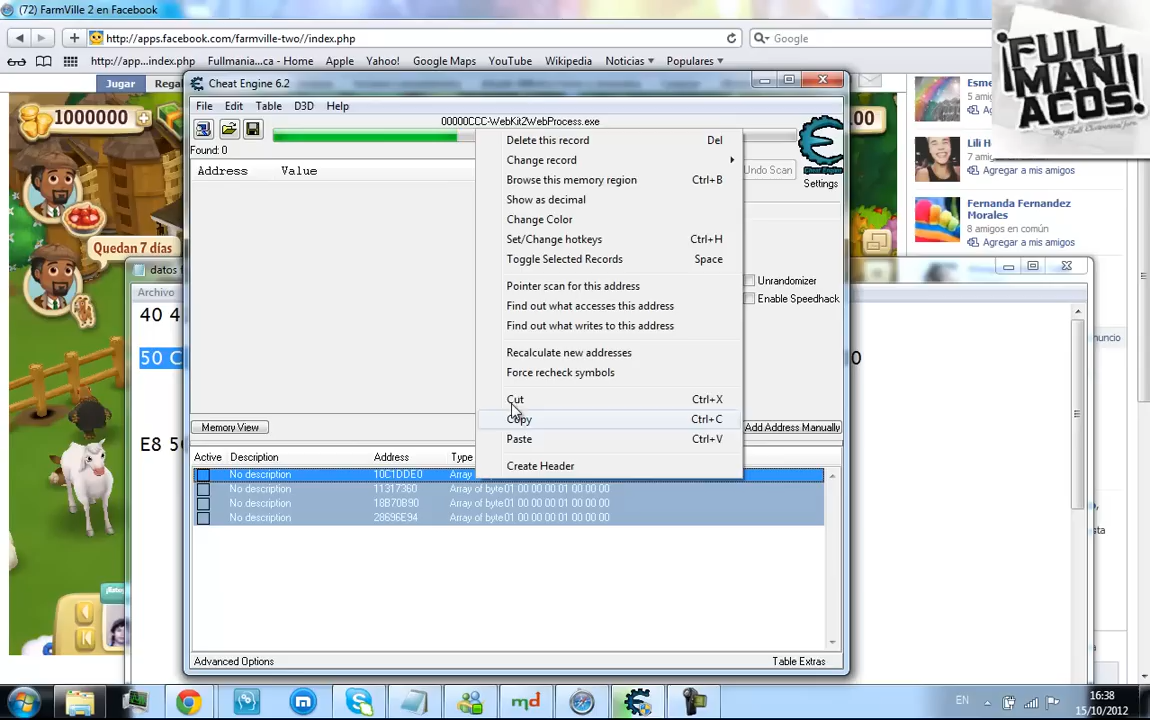 (72) FarmVille 2 en Facebook
http://apps.facebook.com/farmville-two//index.php
Google
http://app...index.php Fullmania...co - Home Apple Yahoo! Google Maps YouTube Wikipedia Noticias Populares
Jugar Rega
¡FULL
MANI
ACOS!
Cheat Engine 6.2
File Edit Table D3D Help
00000CCC-WebKit2WebProcess.exe
1000000
Found: 0
Address Value
Undo Scan
Settings
Delete this record Del
Change record
Browse this memory region Ctrl+B
Show as decimal
Change Color
Set/Change hotkeys Ctrl+H
Toggle Selected Records Space
Pointer scan for this address
Find out what accesses this address
Find out what writes to this address
Recalculate new addresses
Force recheck symbols
Cut Ctrl+X
Copy Ctrl+C
Paste Ctrl+V
Create Header
Unrandomizer
Enable Speedhack
Esme
5 amig
Agregar a mis amigos
Lili H
Agregar a mis amigos
Fernanda Fernandez
Morales
8 amigos en común
Agregar a mis amigos
Quedan 7 días
datos
Archivo
40 4
50 C
E8 50
Memory View
Add Address Manually
Active Description Address Type
No description 10C1DDE0 Array
No description 11317360 Array of byte 01 00 00 00 01 00 00 00
No description 18B70B90 Array of byte 01 00 00 00 01 00 00 00
No description 28696E94 Array of byte 01 00 00 00 01 00 00 00
Advanced Options
Table Extras
EN
16:38
15/10/2012